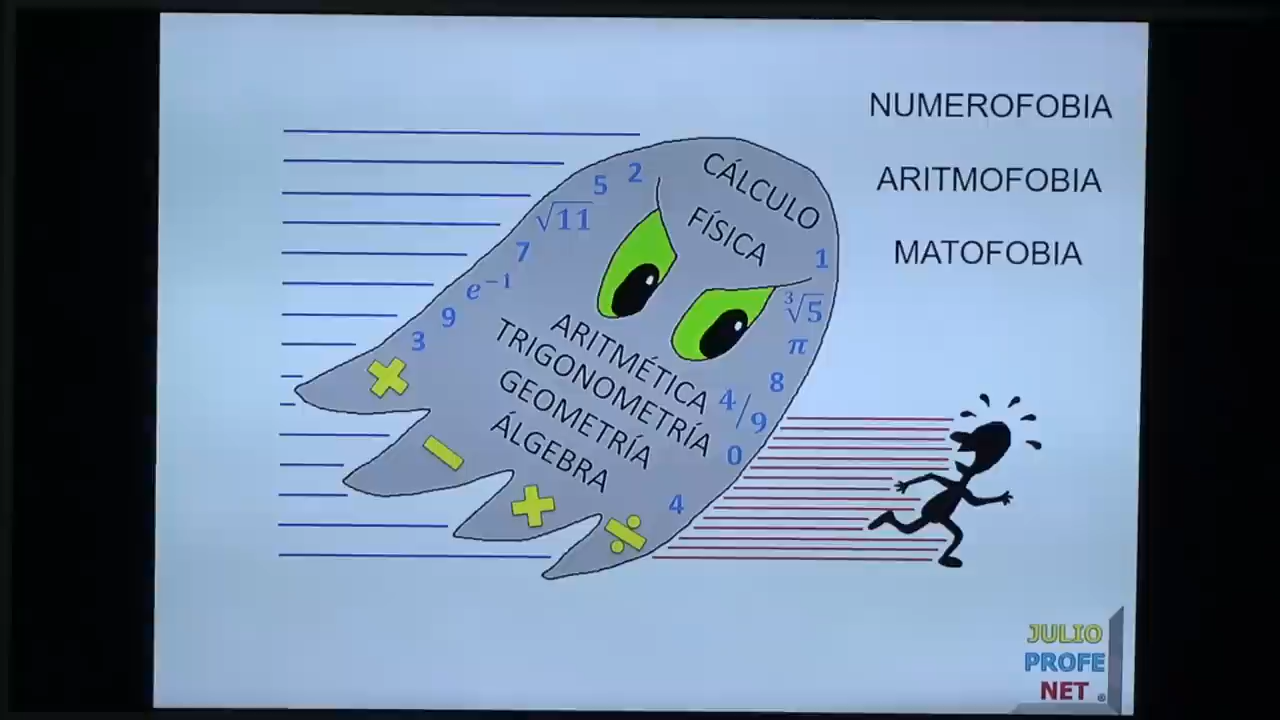 NUMEROFOBIA
ARITMOFOBIA
MATOFOBIA
CÁLCULO
FÍSICA
2
5
√11
7
e⁻¹
9
3
1
∛5
π
8
4/9
0
4
ARITMÉTICA
TRIGONOMETRÍA
GEOMETRÍA
ÁLGEBRA
JULIO
PROFE
NET